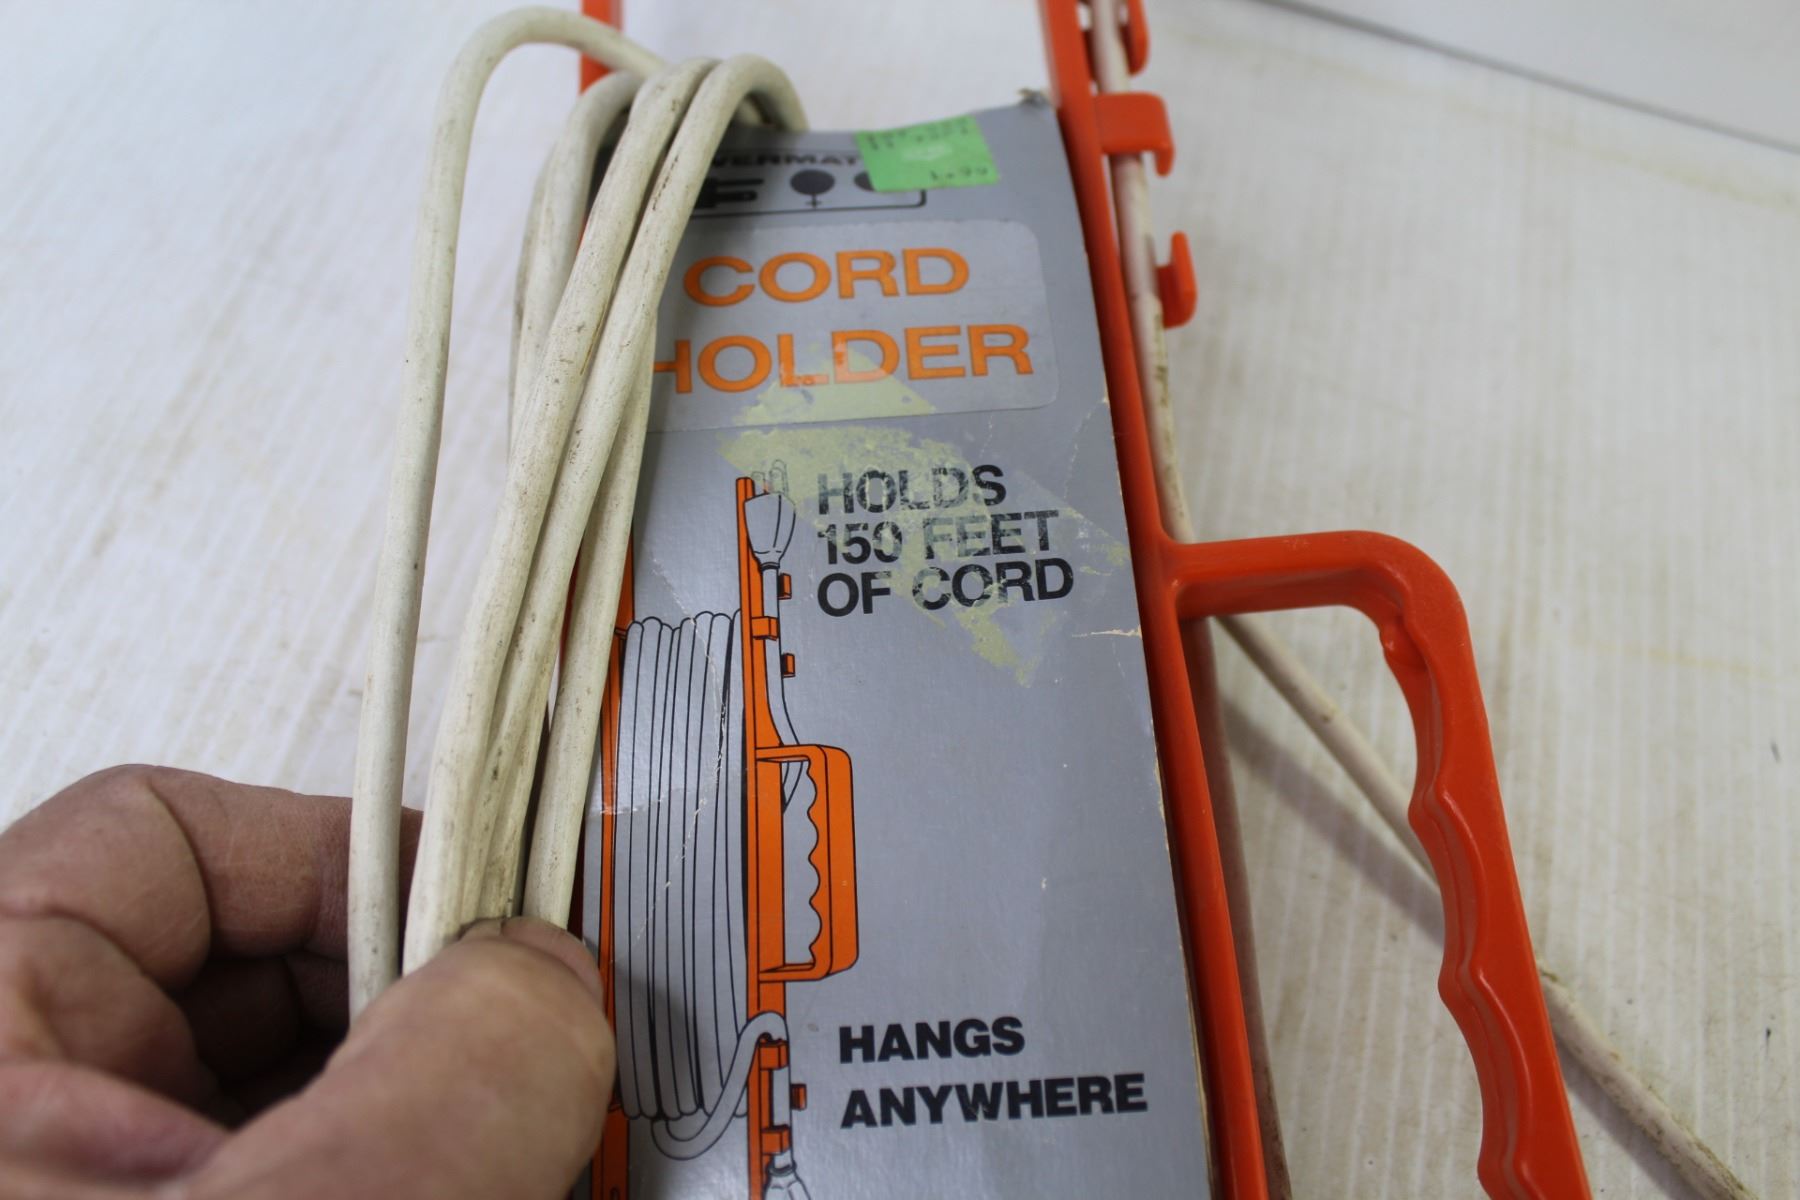 CORD
HOLDER
HOLDS
150 FEET
OF CORD
HANGS
ANYWHERE